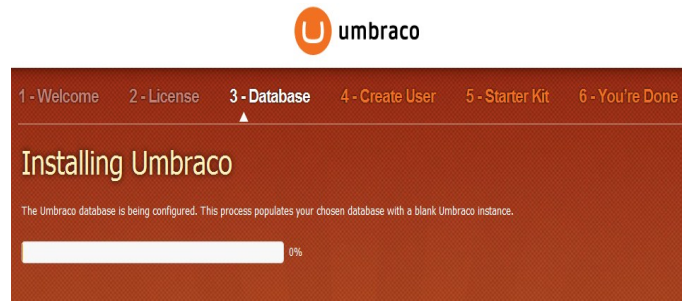 umbraco
1 - Welcome 2 - License 3 - Database 4 - Create User 5 - Starter Kit 6 - You're Done
Installing Umbraco
The Umbraco database is being configured. This process populates your chosen database with a blank Umbraco instance.
0%